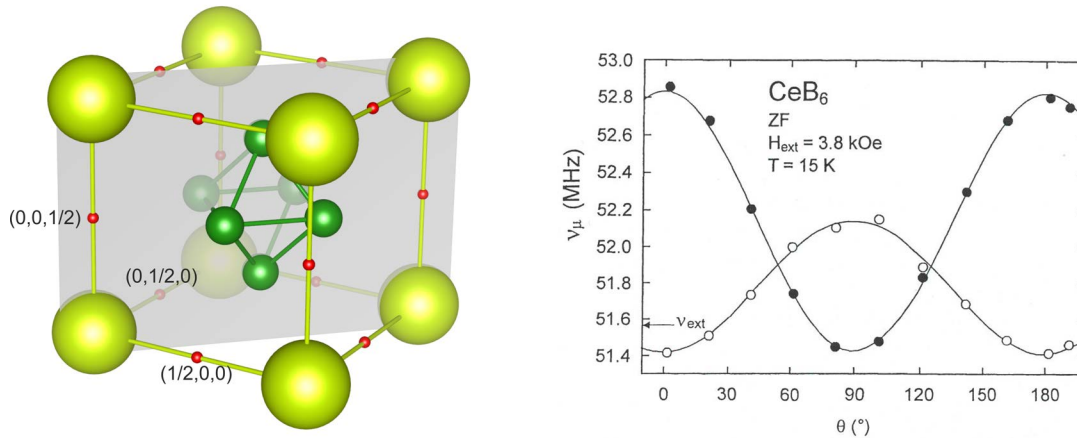 (0,0,1/2)
(0,1/2,0)
(1/2,0,0)
CeB6
ZF
Hext = 3.8 kOe
T = 15 K
νμ (MHz)
53.0
52.8
52.6
52.4
52.2
52.0
51.8
51.6
51.4
νext
0
30
60
90
120
150
180
θ (°)